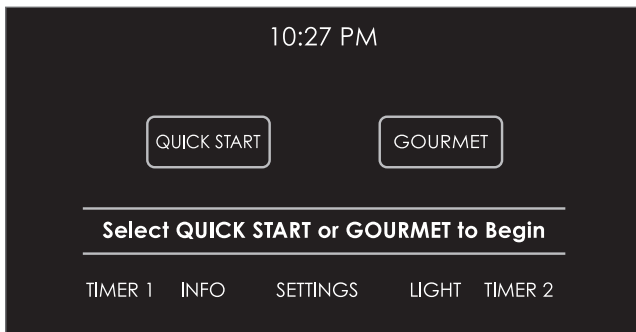 10:27 PM
QUICK START GOURMET
Select QUICK START or GOURMET to Begin
TIMER 1 INFO SETTINGS LIGHT TIMER 2